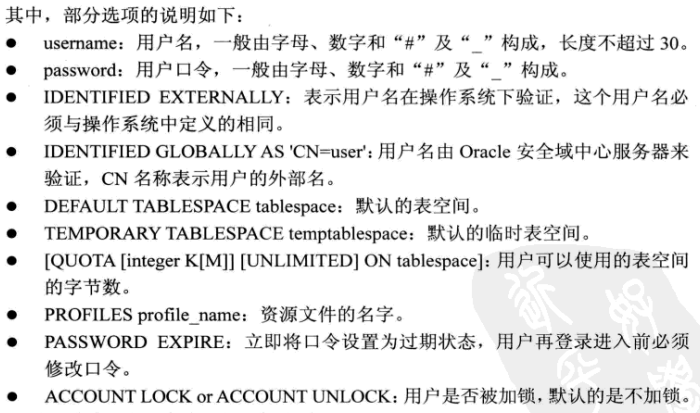 其中，部分选项的说明如下：
● username：用户名，一般由字母、数字和“#”及“_”构成，长度不超过 30。
● password：用户口令，一般由字母、数字和“#”及“_”构成。
● IDENTIFIED EXTERNALLY：表示用户名在操作系统下验证，这个用户名必
须与操作系统中定义的相同。
● IDENTIFIED GLOBALLY AS 'CN=user'：用户名由 Oracle 安全域中心服务器来
验证，CN 名称表示用户的外部名。
● DEFAULT TABLESPACE tablespace：默认的表空间。
● TEMPORARY TABLESPACE temptablespace：默认的临时表空间。
● [QUOTA [integer K[M]] [UNLIMITED] ON tablespace]：用户可以使用的表空间
的字节数。
● PROFILES profile_name：资源文件的名字。
● PASSWORD EXPIRE：立即将口令设置为过期状态，用户再登录进入前必须
修改口令。
● ACCOUNT LOCK or ACCOUNT UNLOCK：用户是否被加锁，默认的是不加锁。